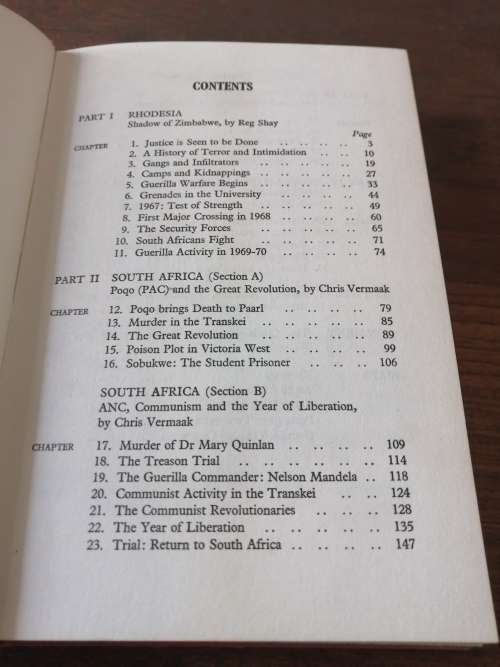 CONTENTS
PART I RHODESIA
Shadow of Zimbabwe, by Reg Shay
Page
CHAPTER 1. Justice is Seen to be Done .. .. .. .. 3
2. A History of Terror and Intimidation .. .. 10
3. Gangs and Infiltrators .. .. .. .. 19
4. Camps and Kidnappings .. .. .. .. 27
5. Guerilla Warfare Begins .. .. .. .. 33
6. Grenades in the University .. .. .. 44
7. 1967: Test of Strength .. .. .. .. 49
8. First Major Crossing in 1968 .. .. .. 60
9. The Security Forces .. .. .. .. 65
10. South Africans Fight .. .. .. .. 71
11. Guerilla Activity in 1969-70 .. .. .. 74
PART II SOUTH AFRICA (Section A)
Poqo (PAC) and the Great Revolution, by Chris Vermaak
CHAPTER 12. Poqo brings Death to Paarl .. .. .. 79
13. Murder in the Transkei .. .. .. .. 85
14. The Great Revolution .. .. .. .. 89
15. Poison Plot in Victoria West .. .. .. 99
16. Sobukwe: The Student Prisoner .. .. .. 106
SOUTH AFRICA (Section B)
ANC, Communism and the Year of Liberation,
by Chris Vermaak
CHAPTER 17. Murder of Dr Mary Quinlan .. .. .. .. 109
18. The Treason Trial .. .. .. .. .. .. 114
19. The Guerilla Commander: Nelson Mandela .. 118
20. Communist Activity in the Transkei .. .. 124
21. The Communist Revolutionaries .. .. .. 128
22. The Year of Liberation .. .. .. .. .. 135
23. Trial: Return to South Africa .. .. .. .. 147